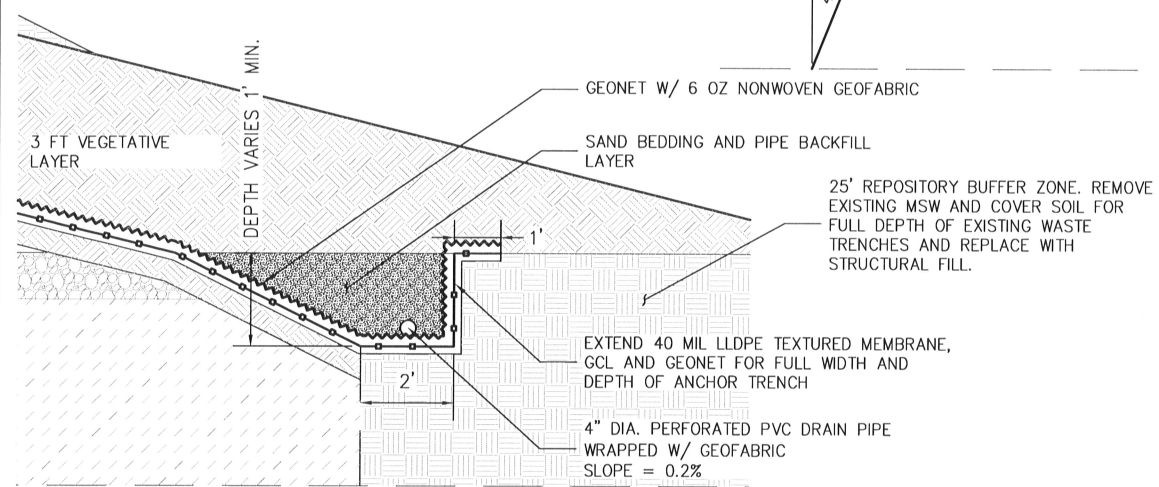 DEPTH VARIES 1' MIN.
GEONET W/ 6 OZ NONWOVEN GEOFABRIC
3 FT VEGETATIVE
LAYER
SAND BEDDING AND PIPE BACKFILL
LAYER
25' REPOSITORY BUFFER ZONE. REMOVE
EXISTING MSW AND COVER SOIL FOR
FULL DEPTH OF EXISTING WASTE
TRENCHES AND REPLACE WITH
STRUCTURAL FILL.
1'
EXTEND 40 MIL LLDPE TEXTURED MEMBRANE,
GCL AND GEONET FOR FULL WIDTH AND
DEPTH OF ANCHOR TRENCH
2'
4" DIA. PERFORATED PVC DRAIN PIPE
WRAPPED W/ GEOFABRIC
SLOPE = 0.2%